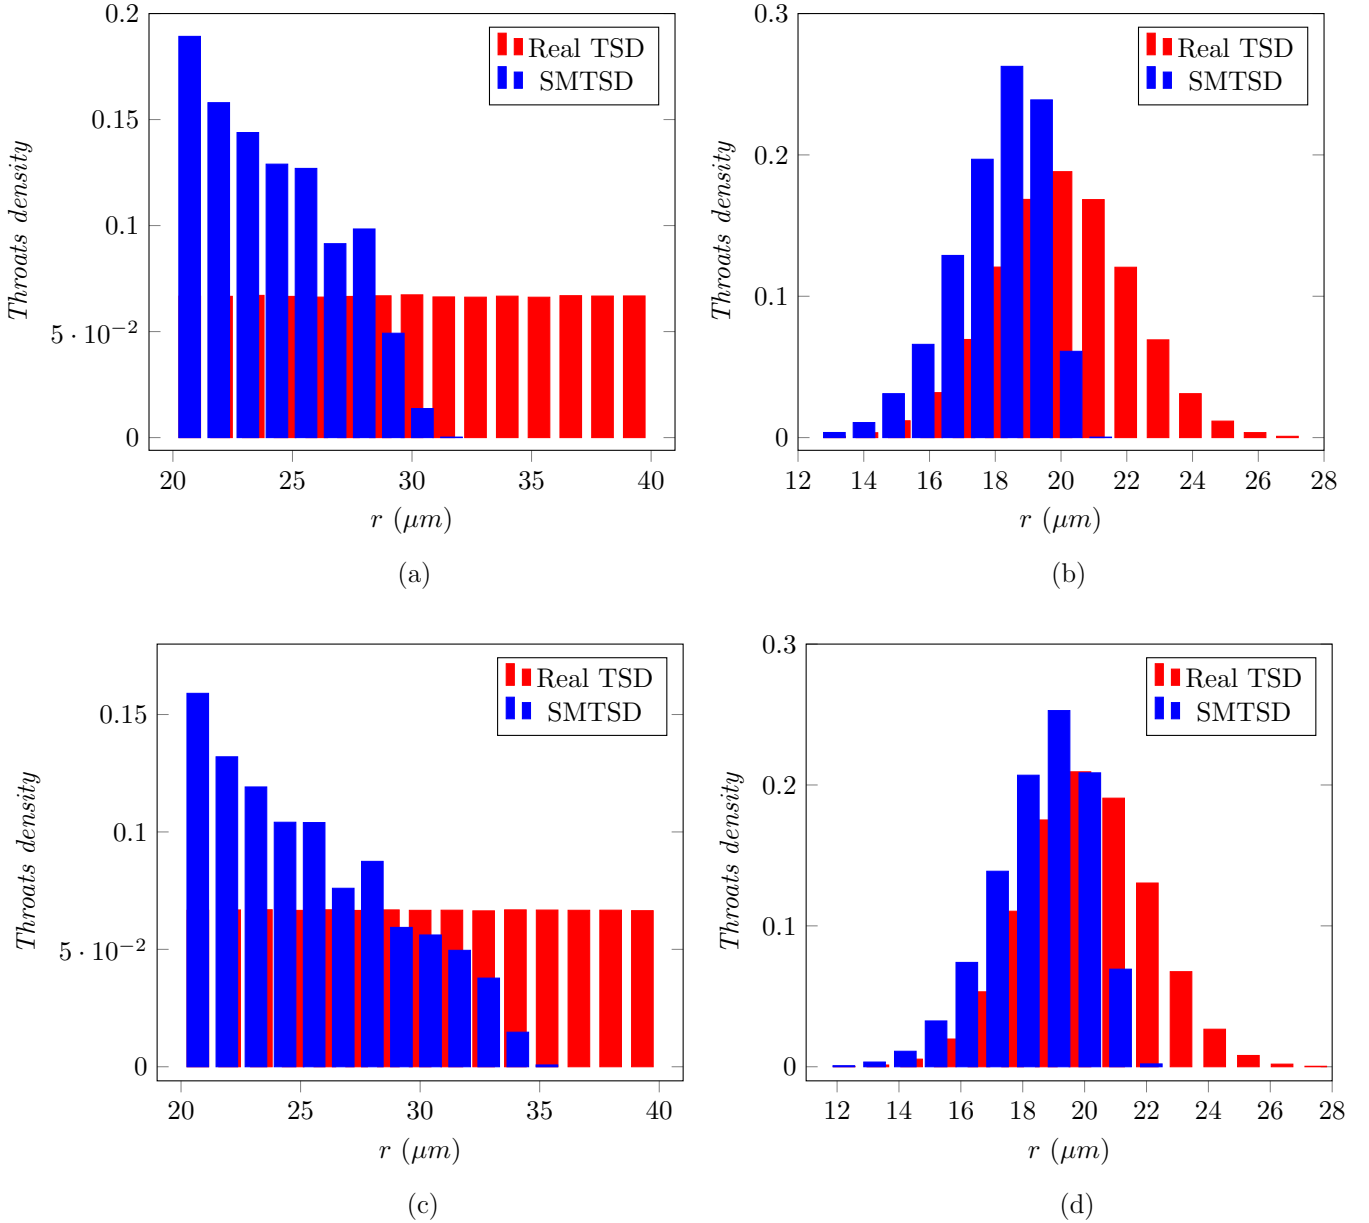 0.2
0.15
0.1
5 · 10⁻²
0
Throats density
20 25 30 35 40
r (μm)
Real TSD
SMTSD
(a)
0.3
0.2
0.1
0
Throats density
12 14 16 18 20 22 24 26 28
r (μm)
Real TSD
SMTSD
(b)
0.15
0.1
5 · 10⁻²
0
Throats density
20 25 30 35 40
r (μm)
Real TSD
SMTSD
(c)
0.3
0.2
0.1
0
Throats density
12 14 16 18 20 22 24 26 28
r (μm)
Real TSD
SMTSD
(d)